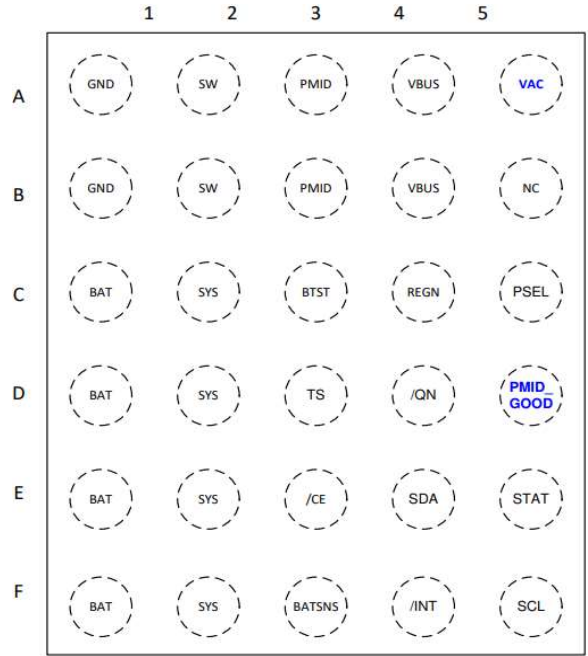 1 2 3 4 5
A GND SW PMID VBUS VAC
B GND SW PMID VBUS NC
C BAT SYS BTST REGN PSEL
D BAT SYS TS /QN PMID_
GOOD
E BAT SYS /CE SDA STAT
F BAT SYS BATSNS /INT SCL